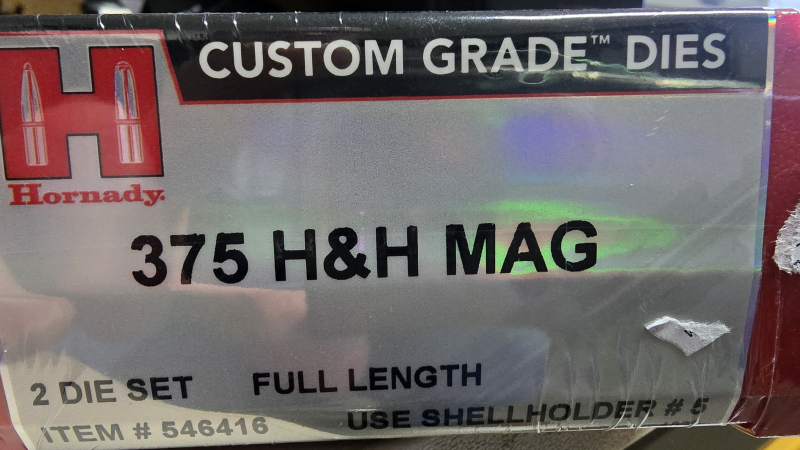 CUSTOM GRADE™ DIES
Hornady.
375 H&H MAG
2 DIE SET FULL LENGTH
ITEM # 546416 USE SHELLHOLDER # 5